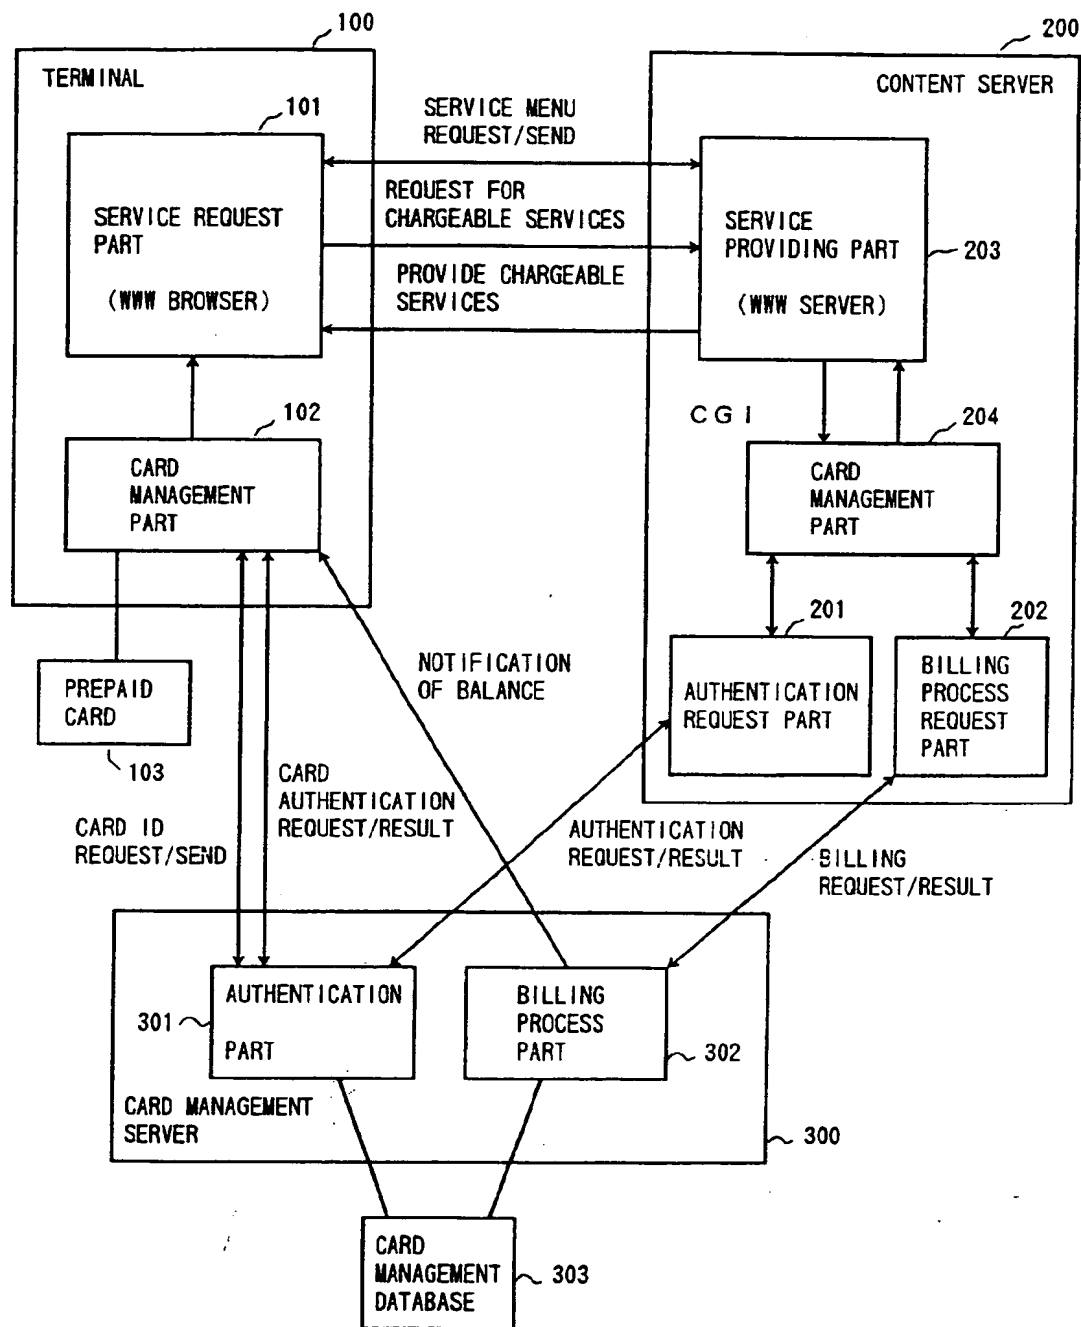 100
200
TERMINAL
CONTENT SERVER
101
SERVICE MENU
REQUEST/SEND
SERVICE REQUEST
PART
(WWW BROWSER)
REQUEST FOR
CHARGEABLE SERVICES
PROVIDE CHARGEABLE
SERVICES
SERVICE
PROVIDING PART
(WWW SERVER)
203
102
CGI
204
CARD
MANAGEMENT
PART
CARD
MANAGEMENT
PART
201
202
PREPAID
CARD
103
NOTIFICATION
OF BALANCE
AUTHENTICATION
REQUEST PART
BILLING
PROCESS
REQUEST
PART
CARD ID
REQUEST/SEND
CARD
AUTHENTICATION
REQUEST/RESULT
AUTHENTICATION
REQUEST/RESULT
BILLING
REQUEST/RESULT
301
AUTHENTICATION
PART
BILLING
PROCESS
PART
302
CARD MANAGEMENT
SERVER
300
CARD
MANAGEMENT
DATABASE
303